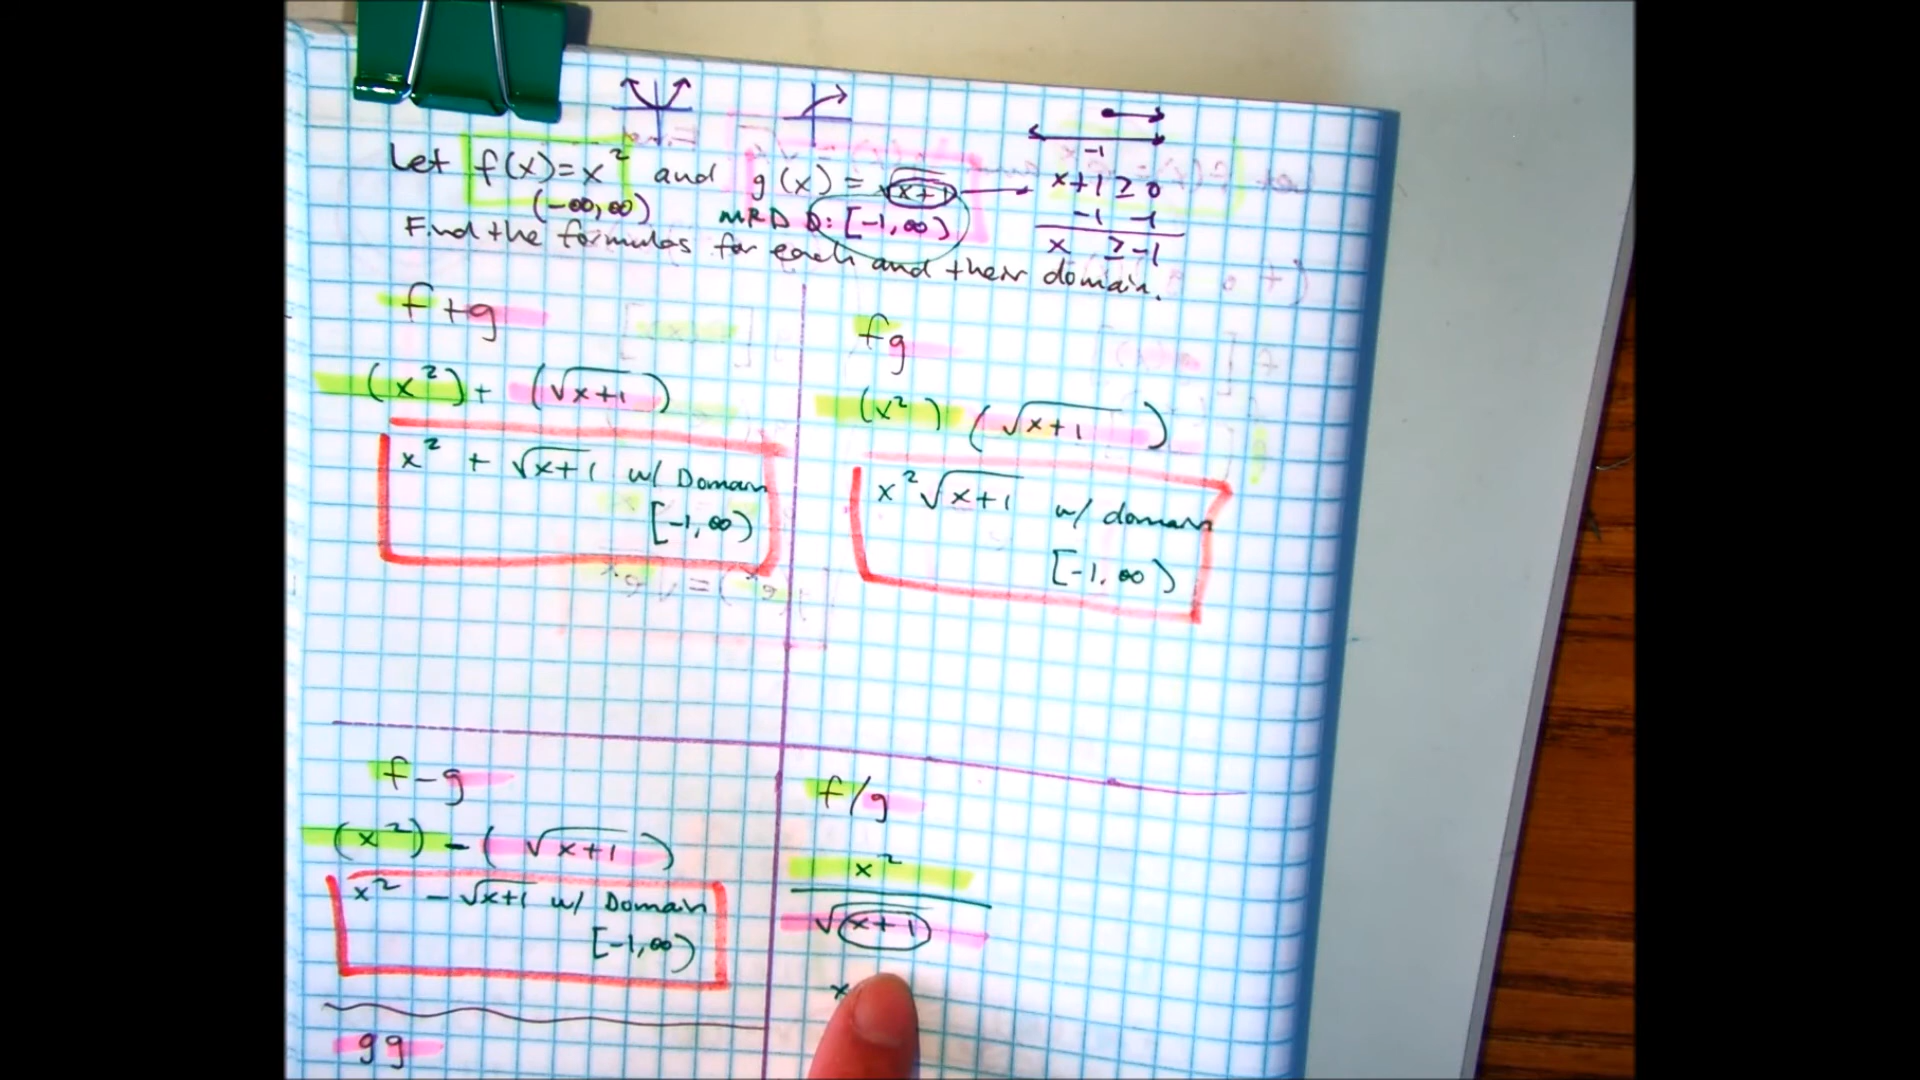 Let f(x)=x² and g(x) = √x+1 → x+1 ≥ 0
-1
(-∞,∞) MRD D: [-1,∞) -1 -1
x ≥ -1
Find the formulas for each and their domain.
f+g
(x²) + (√x+1)
x² + √x+1 w/ Domain
[-1,∞)
fg
(x²) (√x+1)
x²√x+1 w/ domain
[-1,∞)
f-g
(x²) - (√x+1)
x² - √x+1 w/ Domain
[-1,∞)
gg
f/g
x²
√x+1
x